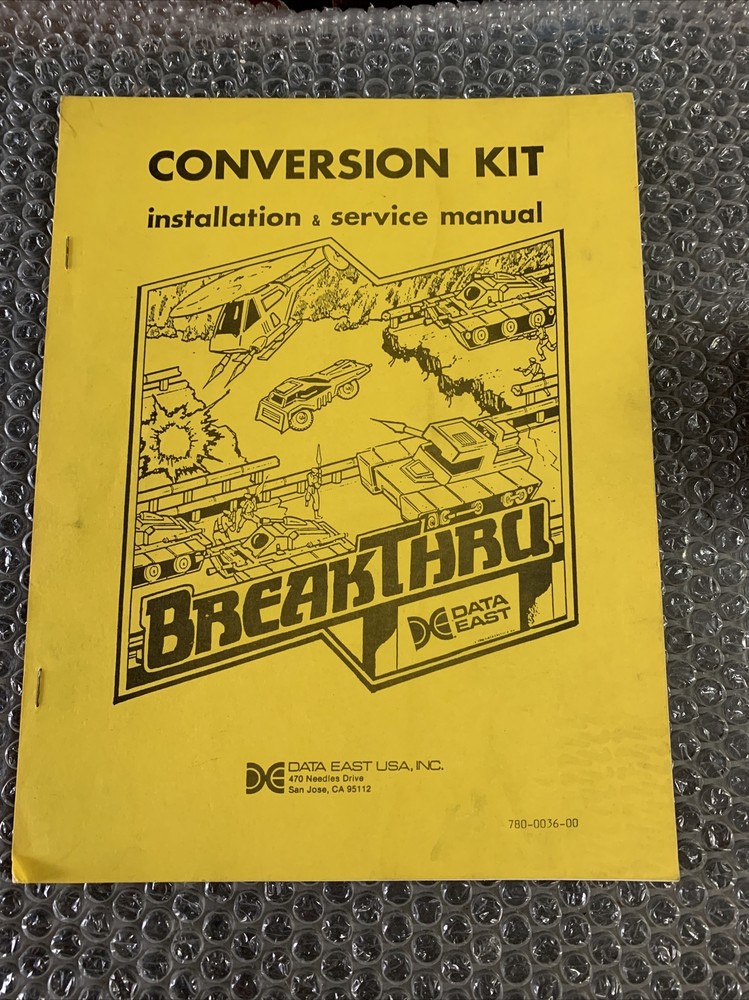 CONVERSION KIT
installation & service manual
BREAKTHRU
DATA
EAST
DATA EAST USA, INC.
470 Needles Drive
San Jose, CA 95112
780-0036-00